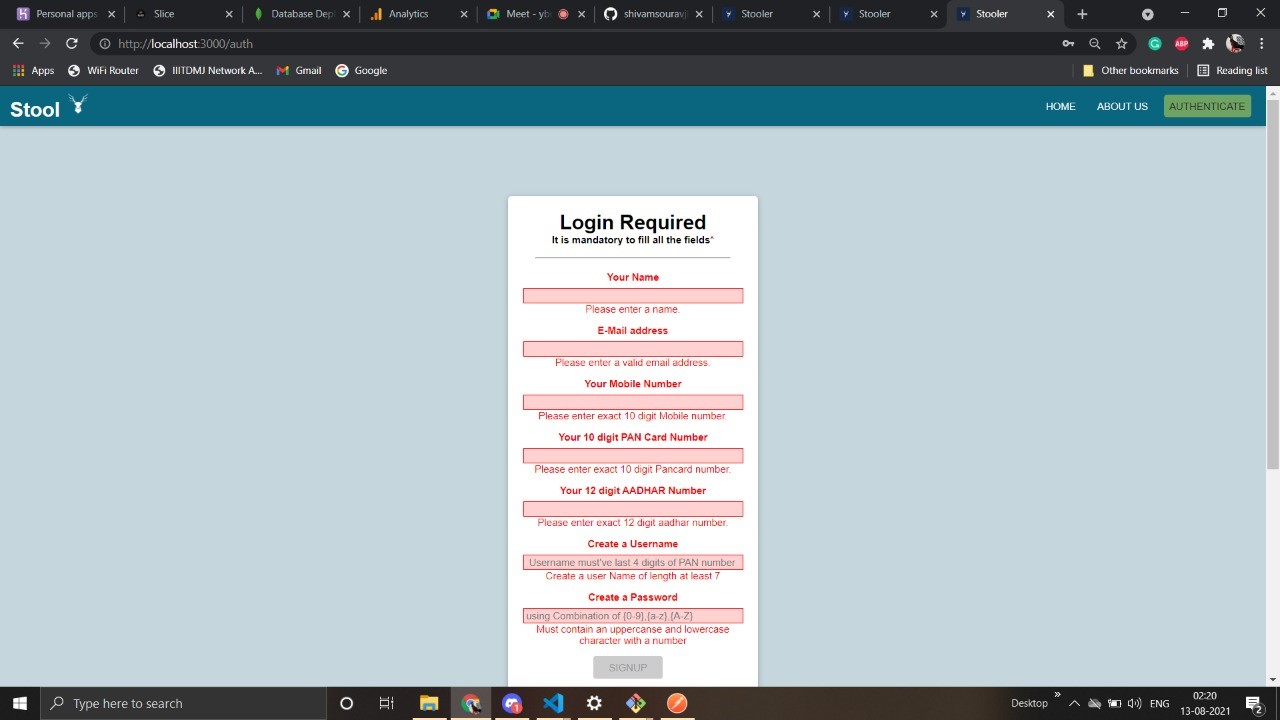 Personal apps
Slice
Database Dep
Analytics
Meet - yb
shivamsourav
Stooler
Stooler
Stooler
http://localhost:3000/auth
ABP
Apps
WiFi Router
IIITDMJ Network A...
Gmail
Google
Other bookmarks
Reading list
Stool
HOME
ABOUT US
AUTHENTICATE
Login Required
It is mandatory to fill all the fields*
Your Name
Please enter a name.
E-Mail address
Please enter a valid email address.
Your Mobile Number
Please enter exact 10 digit Mobile number.
Your 10 digit PAN Card Number
Please enter exact 10 digit Pancard number.
Your 12 digit AADHAR Number
Please enter exact 12 digit aadhar number.
Create a Username
Username must've last 4 digits of PAN number
Create a user Name of length at least 7
Create a Password
using Combination of {0-9},{a-z},{A-Z}
Must contain an uppercanse and lowercase
character with a number
SIGNUP
Type here to search
Desktop
ENG
02:20
13-08-2021
2